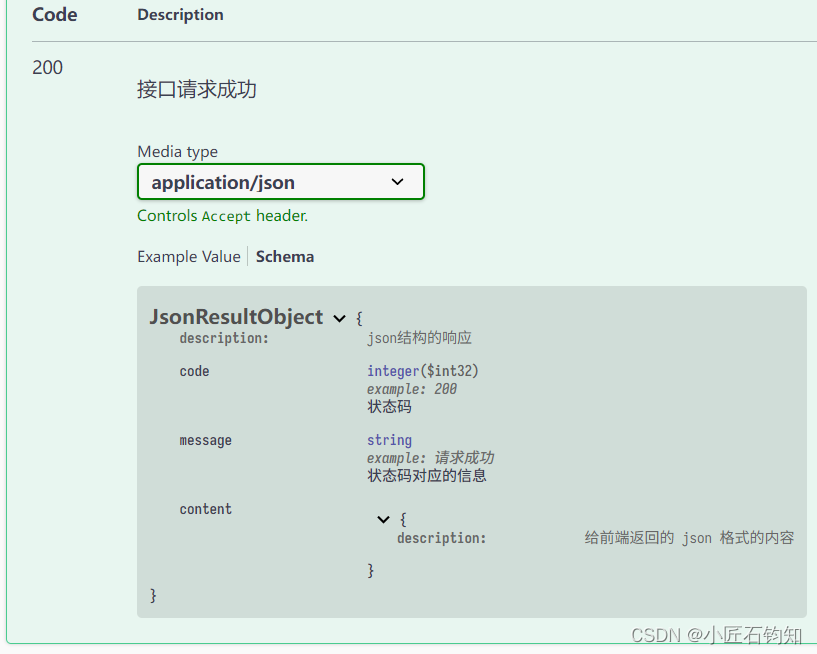 Code Description
200
接口请求成功
Media type
application/json
Controls Accept header.
Example Value Schema
JsonResultObject {
description: json结构的响应
code integer($int32)
example: 200
状态码
message string
example: 请求成功
状态码对应的信息
content {
description: 给前端返回的 json 格式的内容
}
}
CSDN @小匠石钧知